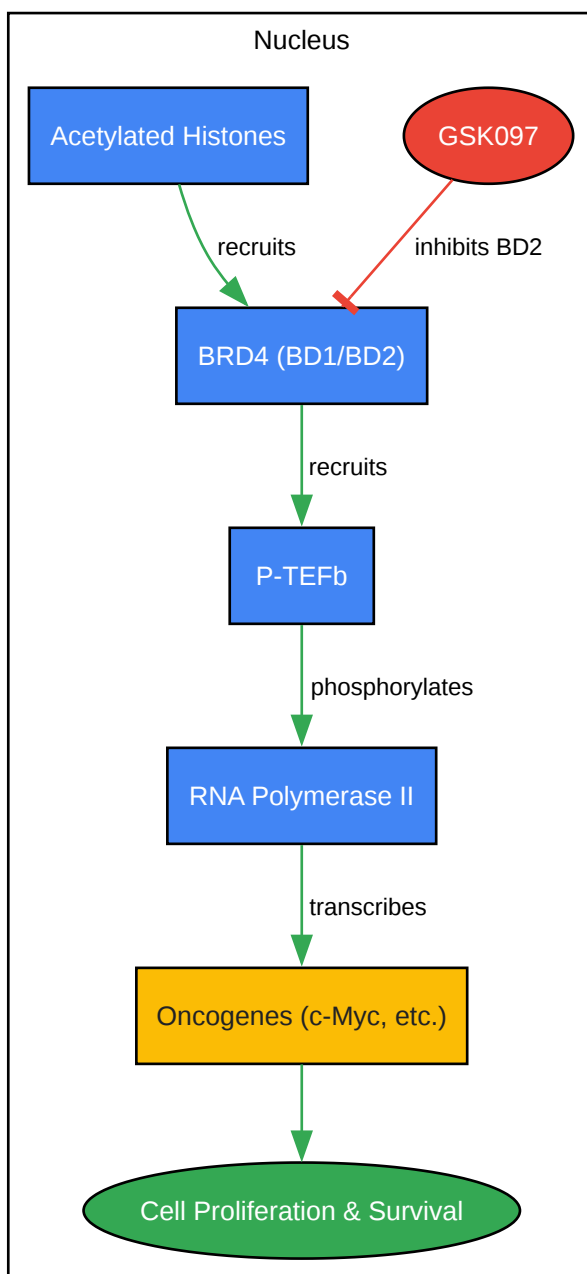 Nucleus
Acetylated Histones
GSK097
recruits
inhibits BD2
BRD4 (BD1/BD2)
recruits
P-TEFb
phosphorylates
RNA Polymerase II
transcribes
Oncogenes (c-Myc, etc.)
Cell Proliferation & Survival